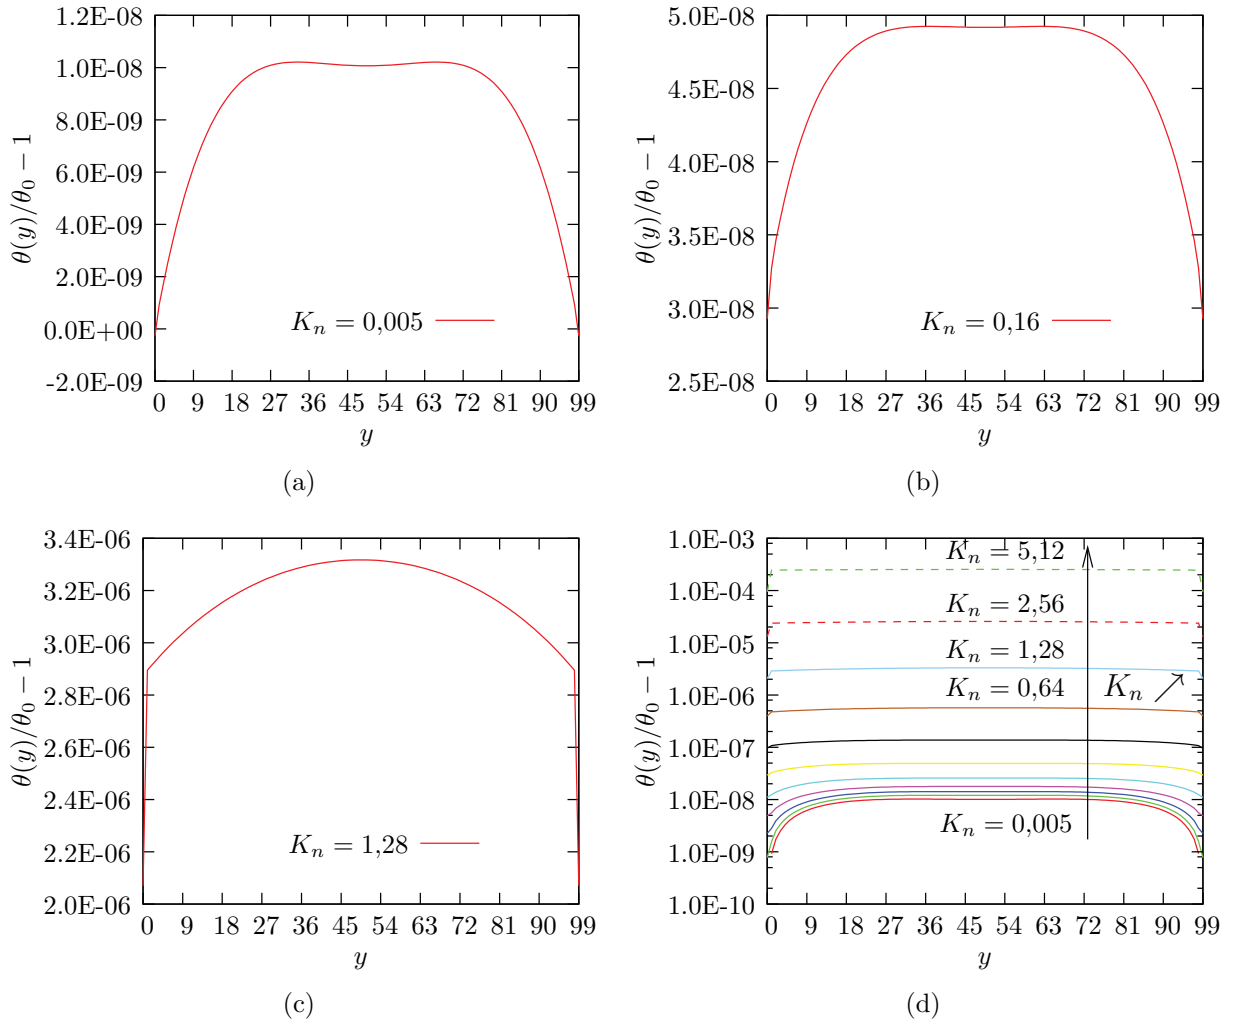 1.2E-08
1.0E-08
8.0E-09
6.0E-09
4.0E-09
2.0E-09
0.0E+00
-2.0E-09
θ(y)/θ₀ − 1
Kₙ = 0,005
0 9 18 27 36 45 54 63 72 81 90 99
y
(a)
5.0E-08
4.5E-08
4.0E-08
3.5E-08
3.0E-08
2.5E-08
θ(y)/θ₀ − 1
Kₙ = 0,16
0 9 18 27 36 45 54 63 72 81 90 99
y
(b)
3.4E-06
3.2E-06
3.0E-06
2.8E-06
2.6E-06
2.4E-06
2.2E-06
2.0E-06
θ(y)/θ₀ − 1
Kₙ = 1,28
0 9 18 27 36 45 54 63 72 81 90 99
y
(c)
1.0E-03
1.0E-04
1.0E-05
1.0E-06
1.0E-07
1.0E-08
1.0E-09
1.0E-10
θ(y)/θ₀ − 1
Kₙ = 5,12
Kₙ = 2,56
Kₙ = 1,28
Kₙ = 0,64
Kₙ ↗
Kₙ = 0,005
0 9 18 27 36 45 54 63 72 81 90 99
y
(d)